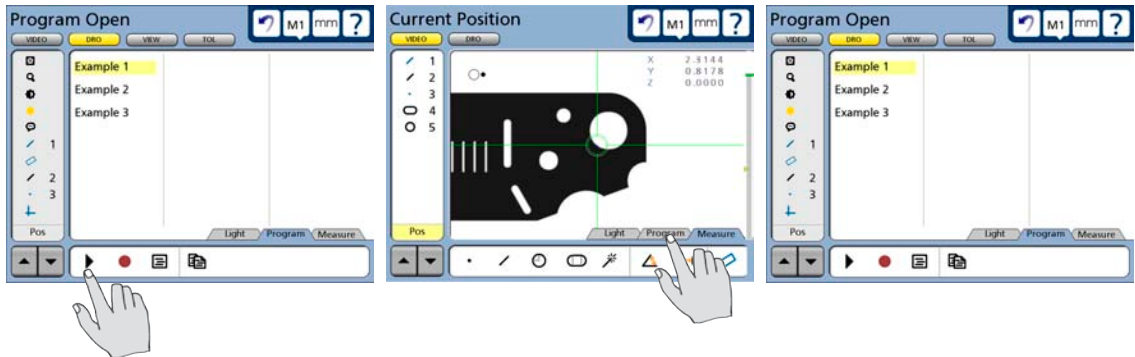 Program Open
M1 mm ?
VIDEO DRO VIEW TOL
Example 1
Example 2
Example 3
1
2
3
Pos
Light Program Measure
Current Position
M1 mm ?
VIDEO DRO
1
2
3
4
5
X 2.3144
Y 0.8178
Z 0.0000
Pos
Light Program Measure
Program Open
M1 mm ?
VIDEO DRO VIEW TOL
Example 1
Example 2
Example 3
1
2
3
Pos
Light Program Measure